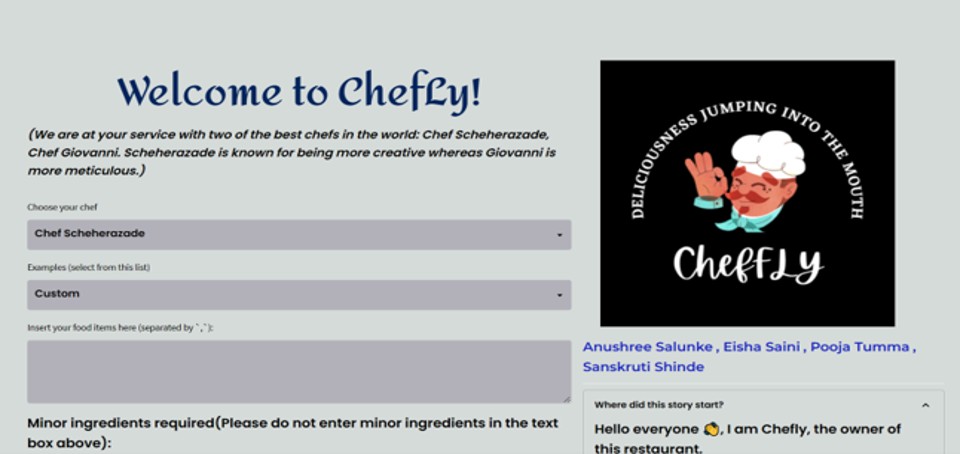 Welcome to ChefLy!
(We are at your service with two of the best chefs in the world: Chef Scheherazade,
Chef Giovanni. Scheherazade is known for being more creative whereas Giovanni is
more meticulous.)
Choose your chef
Chef Scheherazade
Examples (select from this list)
Custom
Insert your food items here (separated by `,`):
Minor ingredients required(Please do not enter minor ingredients in the text
box above):
DELICIOUSNESS JUMPING INTO THE MOUTH
ChefFLy
Anushree Salunke , Eisha Saini , Pooja Tumma ,
Sanskruti Shinde
Where did this story start?
Hello everyone 👋, I am Chefly, the owner of
this restaurant.